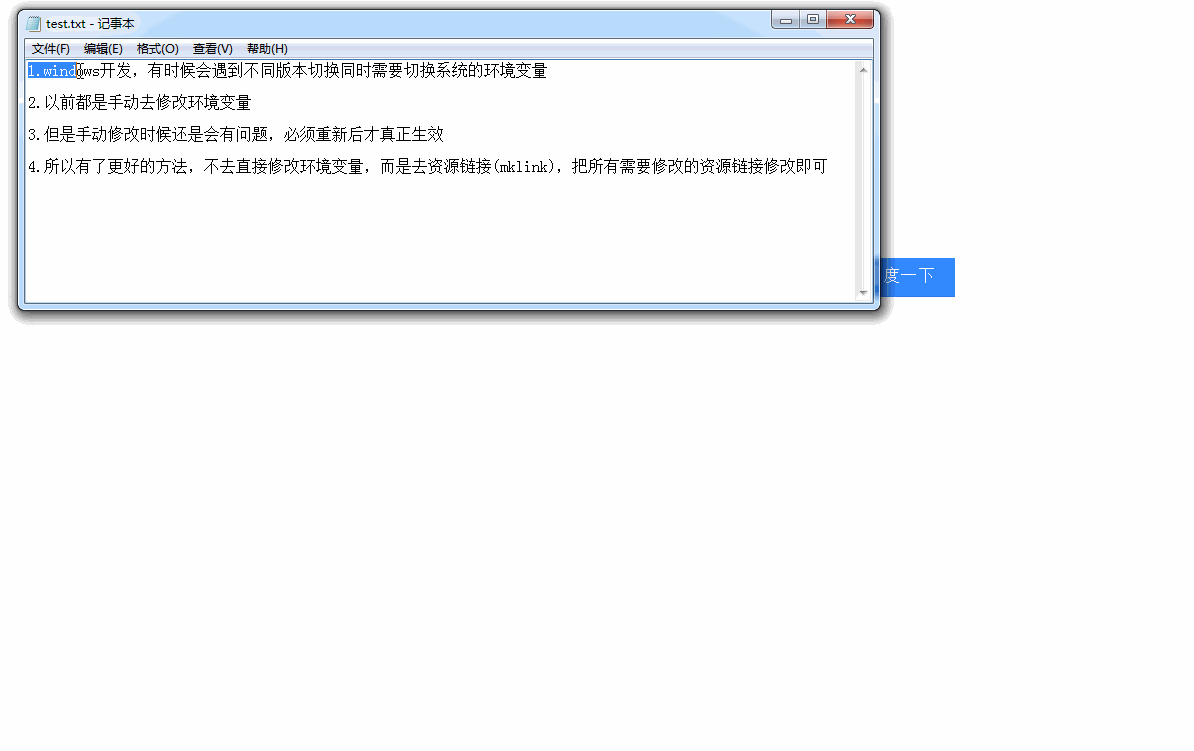 test.txt - 记事本
文件(F) 编辑(E) 格式(O) 查看(V) 帮助(H)
1.windows开发，有时候会遇到不同版本切换同时需要切换系统的环境变量
2.以前都是手动去修改环境变量
3.但是手动修改时候还是会有问题，必须重新后才真正生效
4.所以有了更好的方法，不去直接修改环境变量，而是去资源链接(mklink)，把所有需要修改的资源链接修改即可
度一下